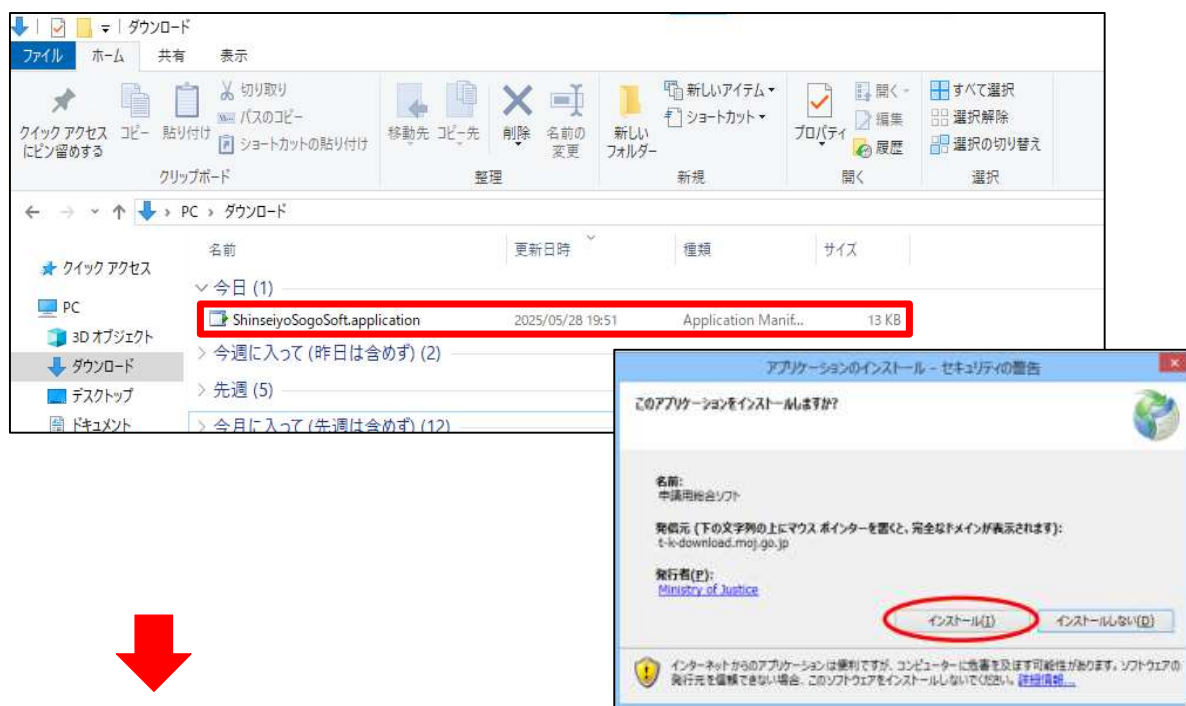 ダウンロード
ファイル ホーム 共有 表示
クイック アクセス
にピン留めする
コピー
貼り付け
切り取り
パスのコピー
ショートカットの貼り付け
移動先 コピー先
削除
名前の
変更
新しい
フォルダー
新しいアイテム
ショートカット
プロパティ
開く
編集
履歴
すべて選択
選択解除
選択の切り替え
クリップボード 整理 新規 開く 選択
PC › ダウンロード
名前 更新日時 種類 サイズ
クイック アクセス
PC
3D オブジェクト
ダウンロード
デスクトップ
ドキュメント
今日 (1)
ShinseiyoSogoSoft.application 2025/05/28 19:51 Application Manif... 13 KB
今週に入って (昨日は含めず) (2)
先週 (5)
今月に入って (先週は含めず) (12)
アプリケーションのインストール - セキュリティの警告
このアプリケーションをインストールしますか?
名前:
申請用総合ソフト
発信元 (下の文字列の上にマウス ポインターを置くと、完全なドメインが表示されます):
t-k-download.moj.go.jp
発行者(P):
Ministry of Justice
インストール(I) インストールしない(D)
インターネットからのアプリケーションは便利ですが、コンピューターに危害を及ぼす可能性があります。ソフトウェアの
発行元を信頼できない場合、このソフトウェアをインストールしないでください。詳細情報...